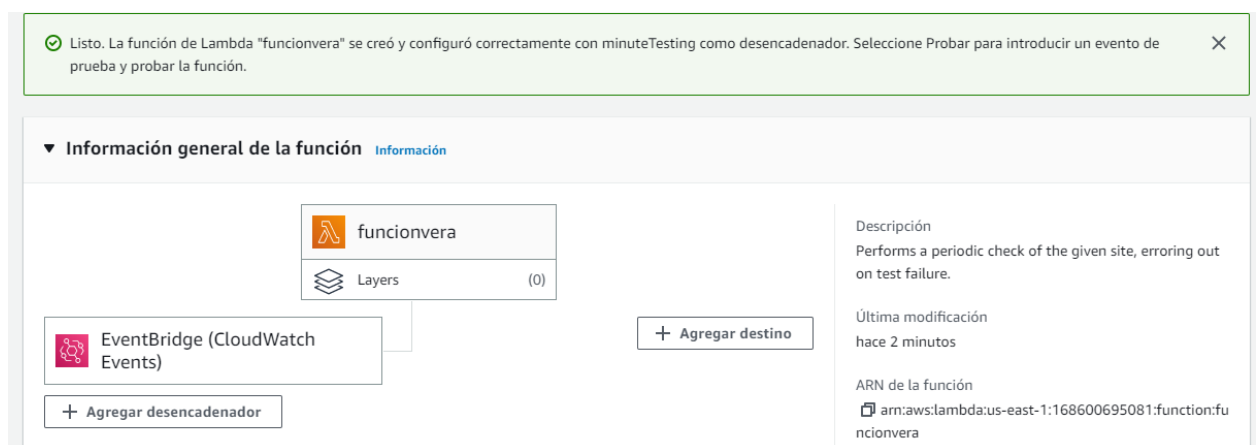 Listo. La función de Lambda "funcionvera" se creó y configuró correctamente con minuteTesting como desencadenador. Seleccione Probar para introducir un evento de
prueba y probar la función.
Información general de la función Información
funcionvera
Layers (0)
EventBridge (CloudWatch
Events)
+ Agregar desencadenador
+ Agregar destino
Descripción
Performs a periodic check of the given site, erroring out
on test failure.
Última modificación
hace 2 minutos
ARN de la función
arn:aws:lambda:us-east-1:168600695081:function:fu
ncionvera